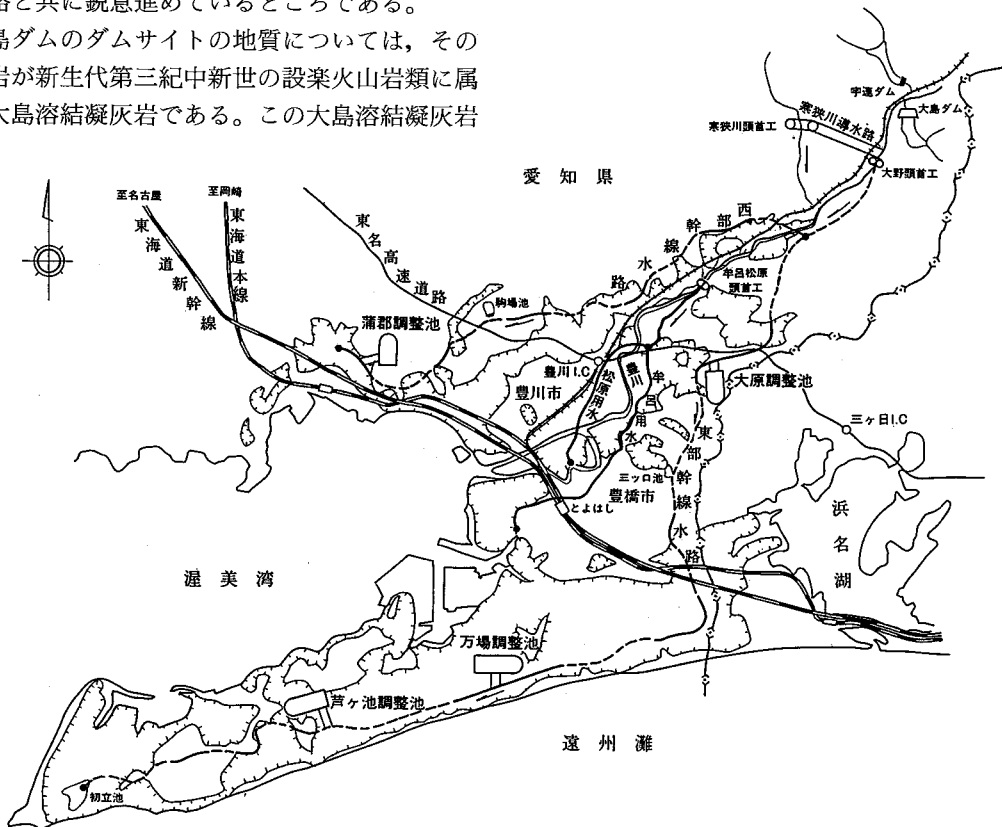 路と共に鋭意進めているところである。
島ダムのダムサイトの地質については，その
岩が新生代第三紀中新世の設楽火山岩類に属
大島溶結凝灰岩である。この大島溶結凝灰岩
宇連ダム
大島ダム
寒狭川頭首工
寒狭川導水路
大野頭首工
愛知県
至名古屋
至岡崎
東海道新幹線
東海道本線
東名高速道路
西部幹線水路
牟呂松原
頭首工
駒場池
蒲郡調整池
豊川I.C
豊川市
松原用水
豊川
牟呂用水
大原調整池
三ヶ日I.C
東部幹線水路
三ッ口池
豊橋市
とよはし
浜名湖
渥美湾
万場調整池
芦ヶ池調整池
遠州灘
初立池